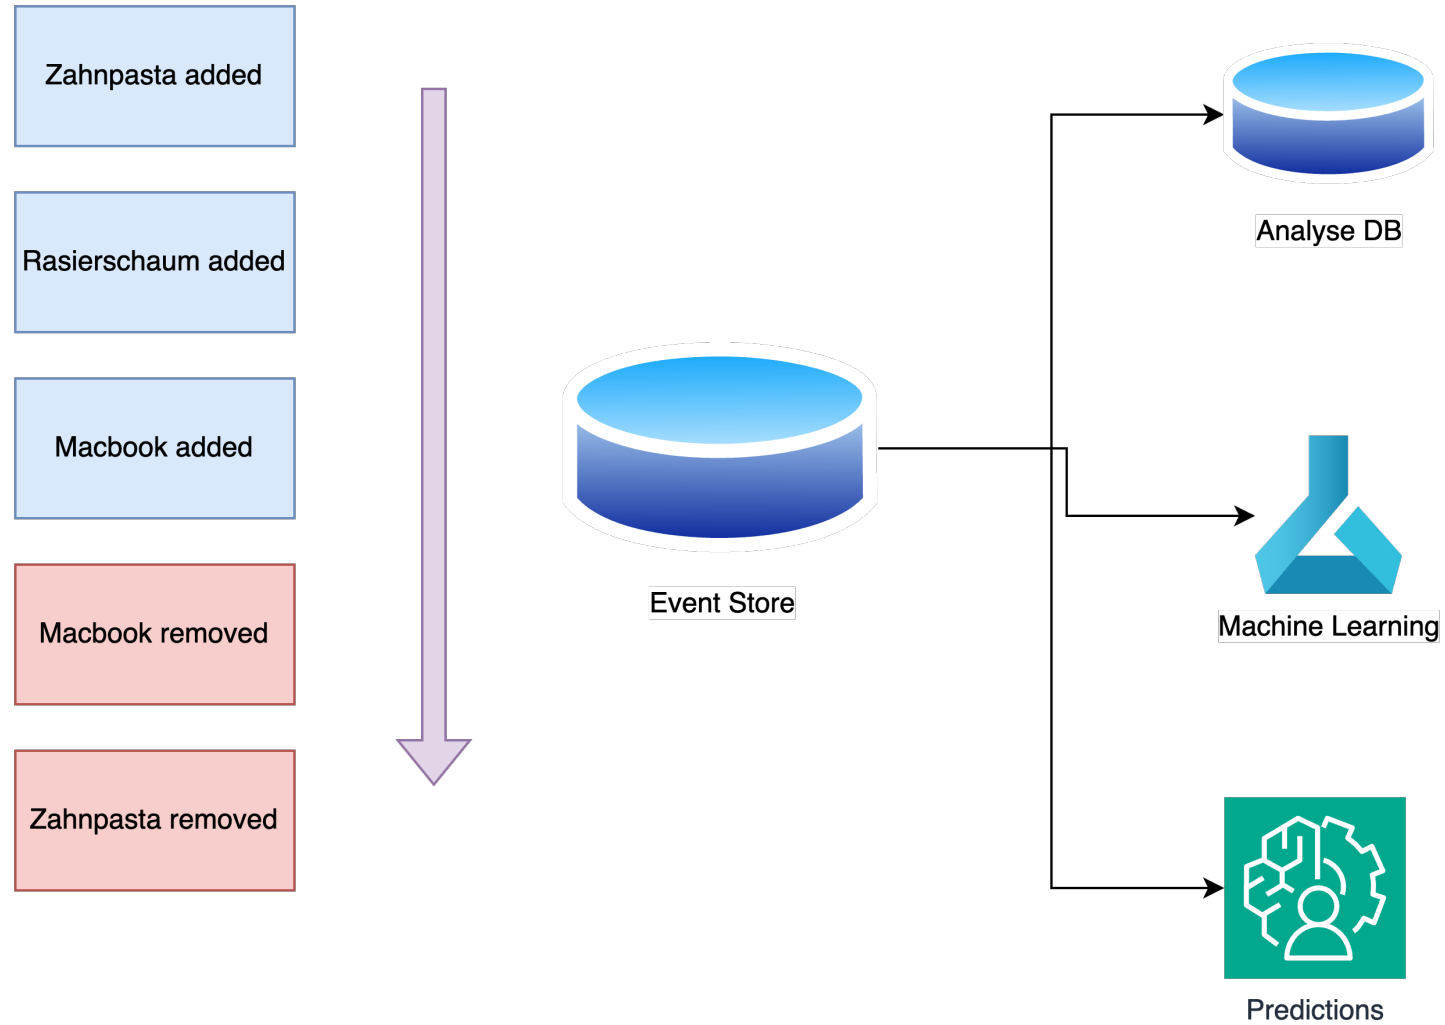 Zahnpasta added
Rasierschaum added
Macbook added
Macbook removed
Zahnpasta removed
Event Store
Analyse DB
Machine Learning
Predictions